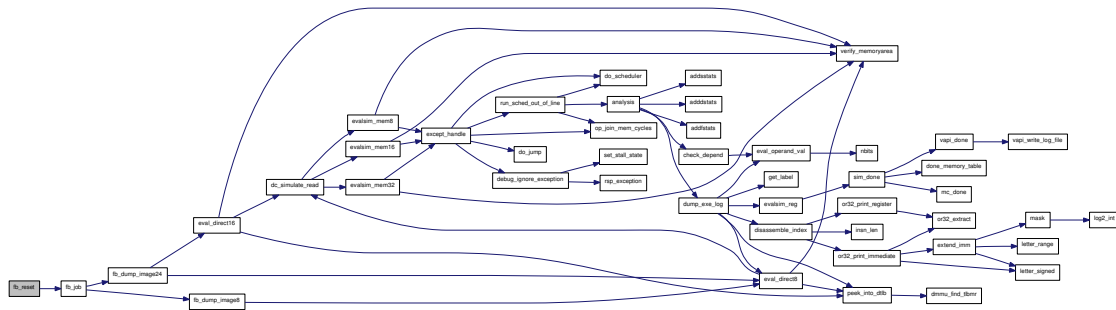 verify_memoryarea
do_scheduler
addsstats
run_sched_out_of_line
analysis
adddstats
evalsim_mem8
except_handle
op_join_mem_cycles
addfstats
vapi_done
vapi_write_log_file
evalsim_mem16
do_jump
set_stall_state
check_depend
eval_operand_val
nbits
done_memory_table
dc_simulate_read
evalsim_mem32
debug_ignore_exception
rsp_exception
get_label
sim_done
mc_done
dump_exe_log
evalsim_reg
or32_print_register
or32_extract
mask
log2_int
eval_direct16
disassemble_index
insn_len
extend_imm
letter_range
or32_print_immediate
letter_signed
fb_reset
fb_job
fb_dump_image24
eval_direct8
fb_dump_image8
peek_into_dtlb
dmmu_find_tlbmr